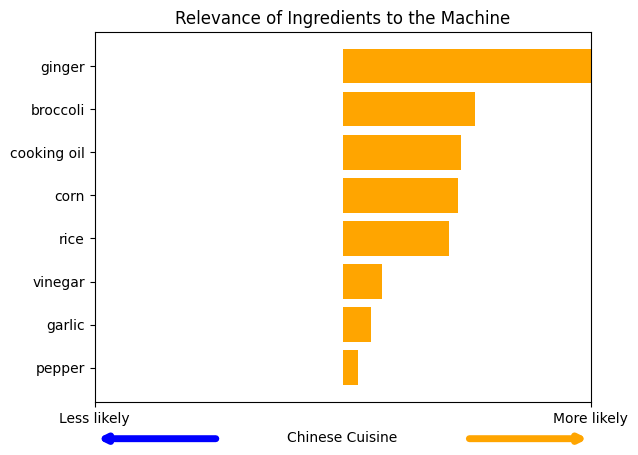 Relevance of Ingredients to the Machine
ginger
broccoli
cooking oil
corn
rice
vinegar
garlic
pepper
Less likely
More likely
Chinese Cuisine